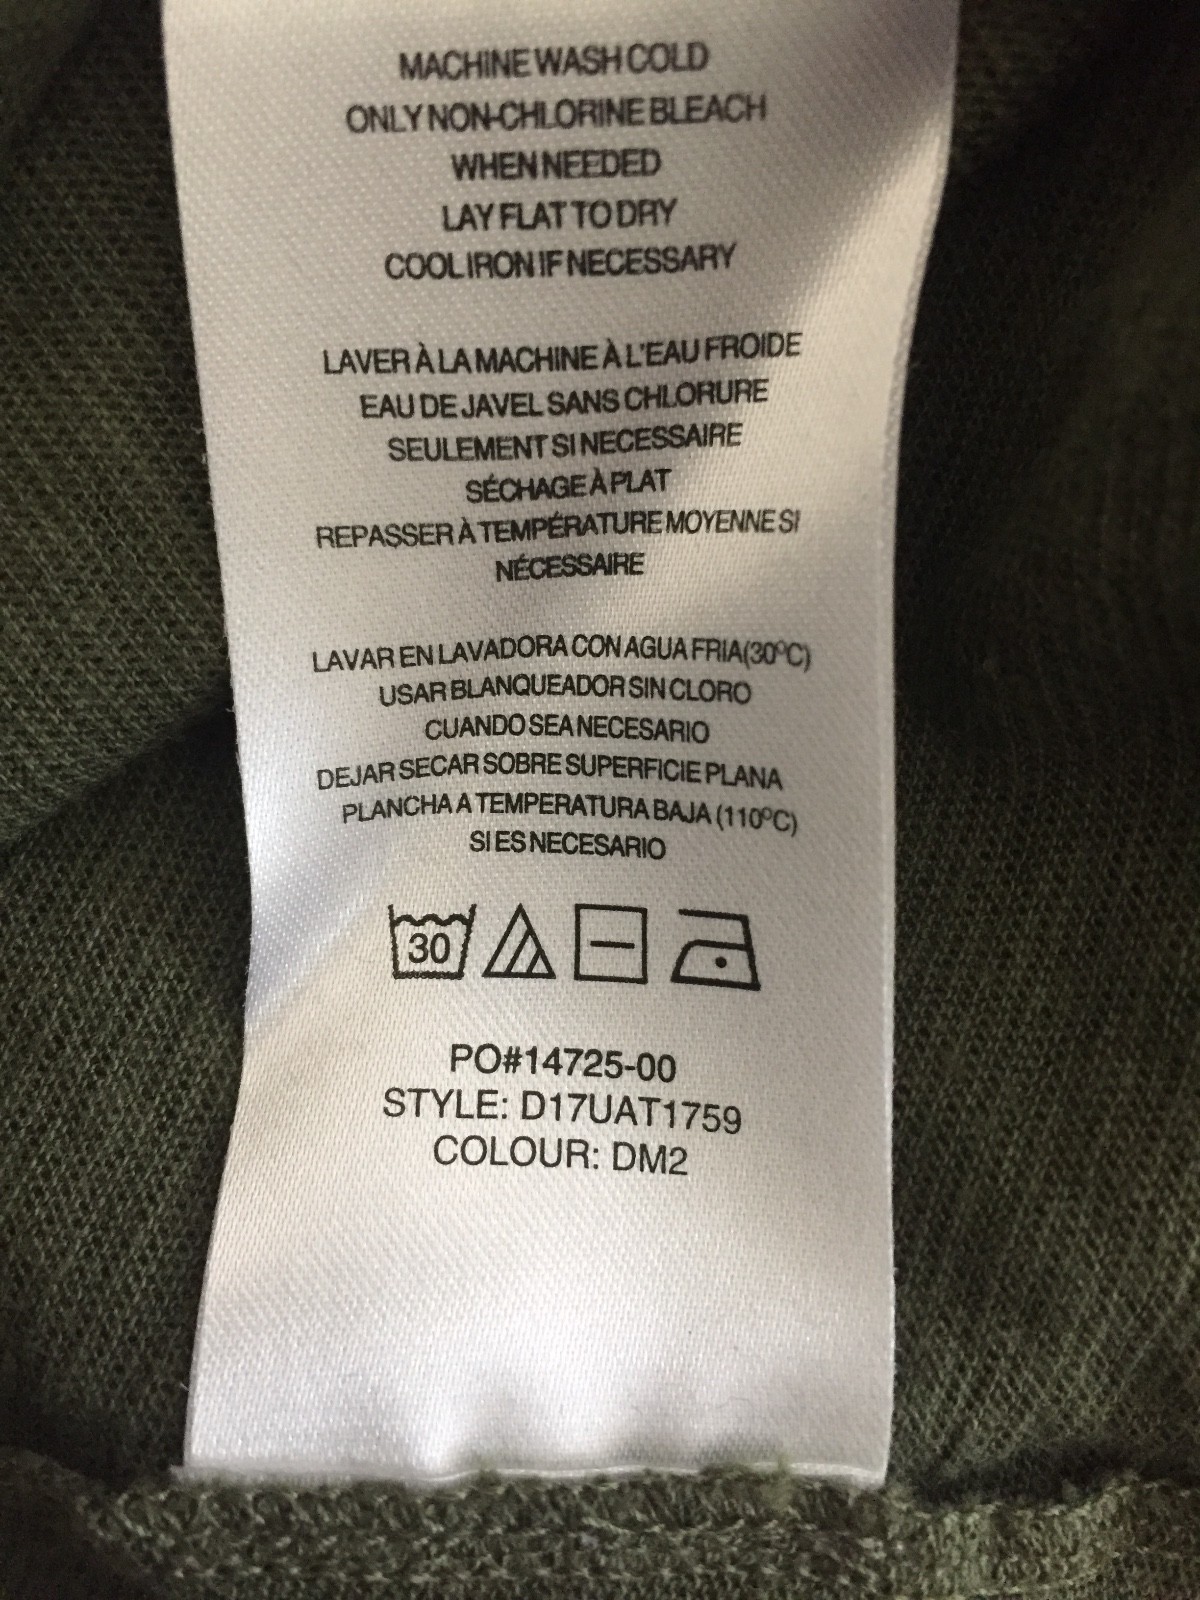 MACHINE WASH COLD
ONLY NON-CHLORINE BLEACH
WHEN NEEDED
LAY FLAT TO DRY
COOL IRON IF NECESSARY
LAVER À LA MACHINE À L'EAU FROIDE
EAU DE JAVEL SANS CHLORURE
SEULEMENT SI NECESSAIRE
SÉCHAGE À PLAT
REPASSER À TEMPÉRATURE MOYENNE SI
NÉCESSAIRE
LAVAR EN LAVADORA CON AGUA FRIA(30ºC)
USAR BLANQUEADOR SIN CLORO
CUANDO SEA NECESARIO
DEJAR SECAR SOBRE SUPERFICIE PLANA
PLANCHA A TEMPERATURA BAJA (110ºC)
SI ES NECESARIO
30
PO#14725-00
STYLE: D17UAT1759
COLOUR: DM2